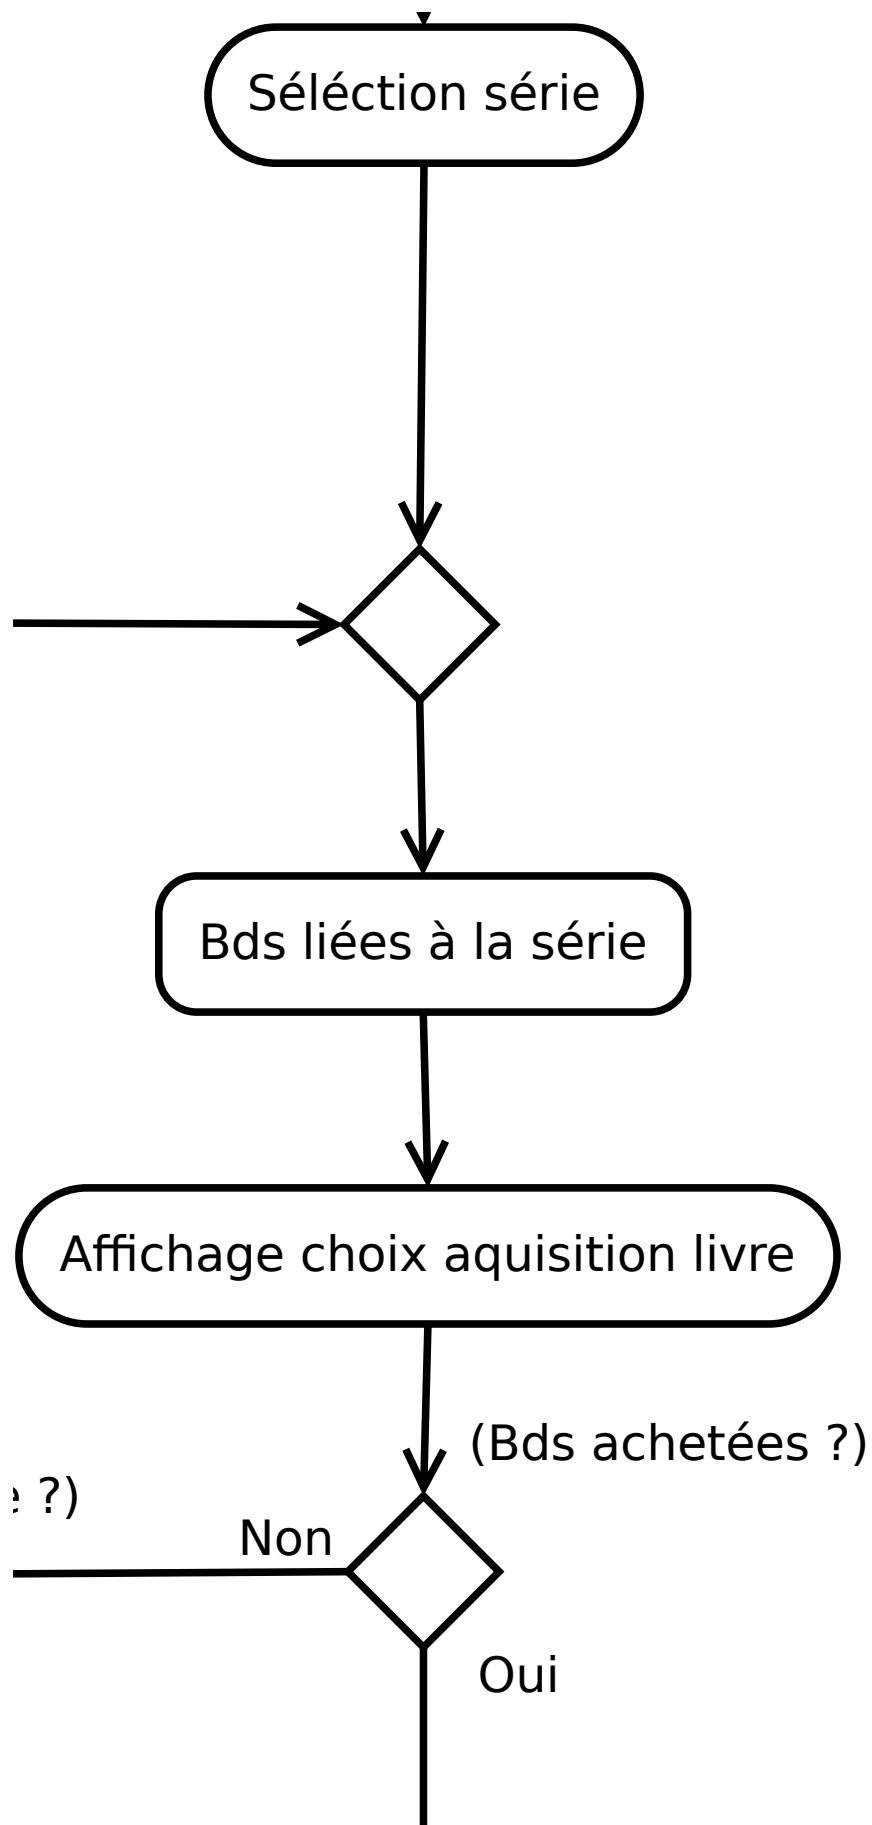 Séléction série
Bds liées à la série
Affichage choix aquisition livre
(Bds achetées ?)
?)
Non
Oui